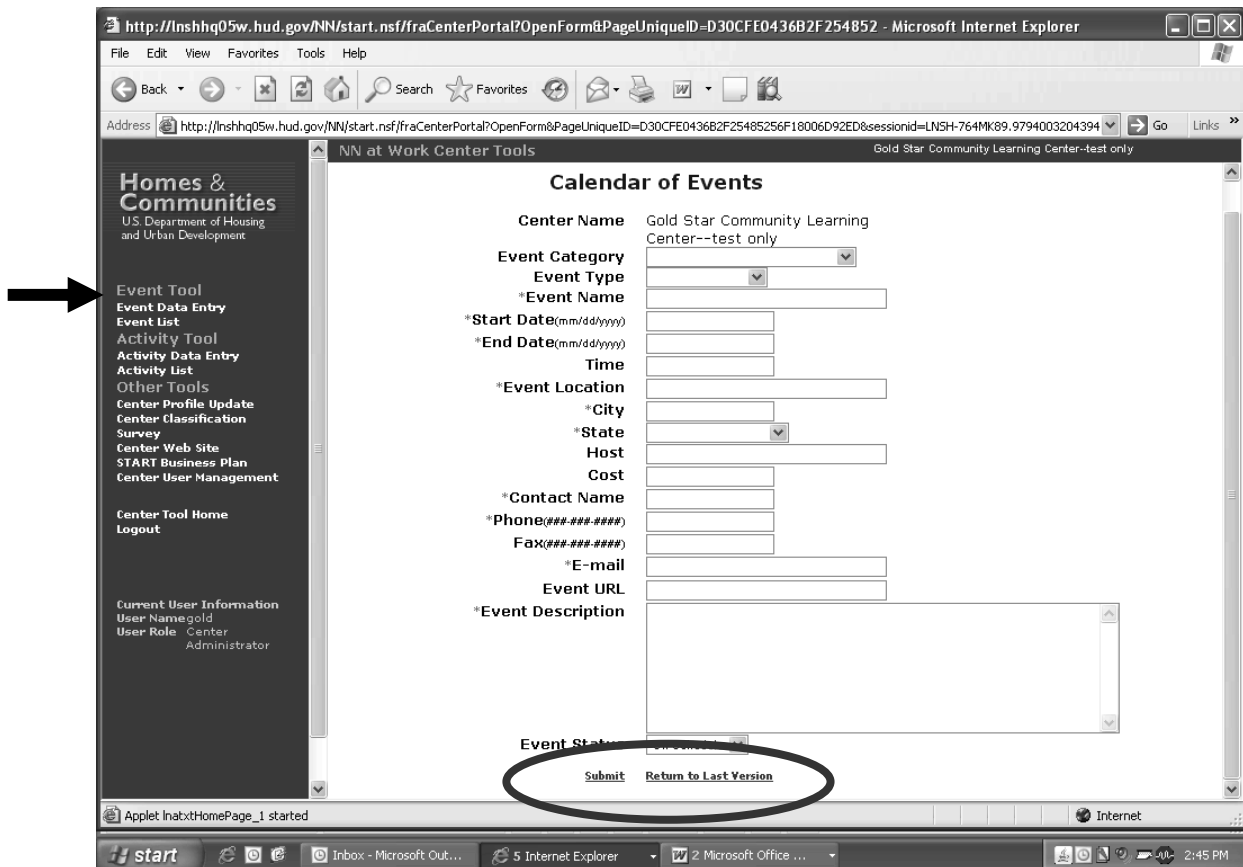 http://lnshhq05w.hud.gov/NN/start.nsf/fraCenterPortal?OpenForm&PageUniqueID=D30CFE0436B2F254852 - Microsoft Internet Explorer
File Edit View Favorites Tools Help
Back Search Favorites
Address http://lnshhq05w.hud.gov/NN/start.nsf/fraCenterPortal?OpenForm&PageUniqueID=D30CFE0436B2F25485256F18006D92ED&sessionid=LNSH-764MK89.9794003204394 Go Links »
NN at Work Center Tools Gold Star Community Learning Center--test only
Homes &
Communities
U.S. Department of Housing
and Urban Development
Event Tool
Event Data Entry
Event List
Activity Tool
Activity Data Entry
Activity List
Other Tools
Center Profile Update
Center Classification
Survey
Center Web Site
START Business Plan
Center User Management
Center Tool Home
Logout
Current User Information
User Name gold
User Role Center
Administrator
Calendar of Events
Center Name Gold Star Community Learning
Center--test only
Event Category
Event Type
*Event Name
*Start Date(mm/dd/yyyy)
*End Date(mm/dd/yyyy)
Time
*Event Location
*City
*State
Host
Cost
*Contact Name
*Phone(###-###-####)
Fax(###-###-####)
*E-mail
Event URL
*Event Description
Event Status
Submit Return to Last Version
Applet lnatxtHomePage_1 started Internet
start Inbox - Microsoft Out... 5 Internet Explorer 2 Microsoft Office ... 2:45 PM